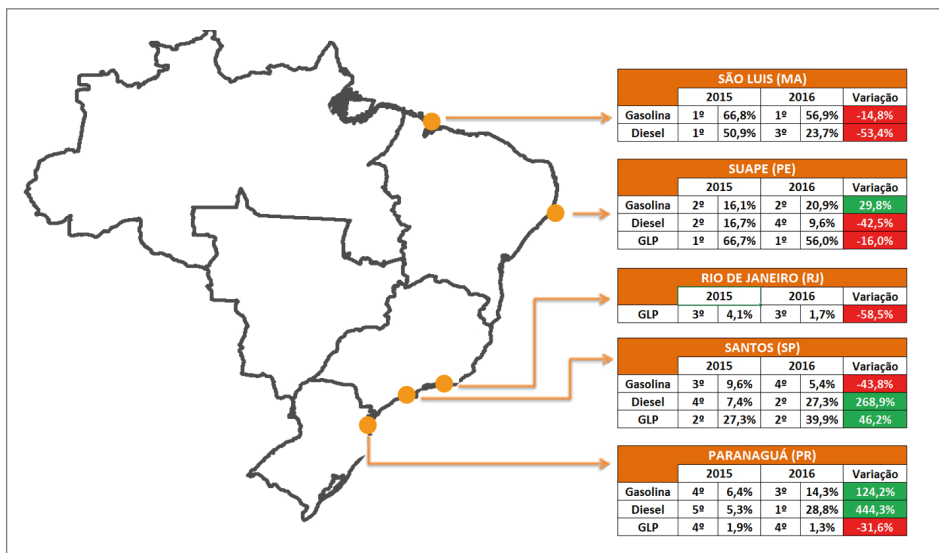 SÃO LUIS (MA)
2015 2016 Variação
Gasolina 1º 66,8% 1º 56,9% -14,8%
Diesel 1º 50,9% 3º 23,7% -53,4%
SUAPE (PE)
2015 2016 Variação
Gasolina 2º 16,1% 2º 20,9% 29,8%
Diesel 2º 16,7% 4º 9,6% -42,5%
GLP 1º 66,7% 1º 56,0% -16,0%
RIO DE JANEIRO (RJ)
2015 2016 Variação
GLP 3º 4,1% 3º 1,7% -58,5%
SANTOS (SP)
2015 2016 Variação
Gasolina 3º 9,6% 4º 5,4% -43,8%
Diesel 4º 7,4% 2º 27,3% 268,9%
GLP 2º 27,3% 2º 39,9% 46,2%
PARANAGUÁ (PR)
2015 2016 Variação
Gasolina 4º 6,4% 3º 14,3% 124,2%
Diesel 5º 5,3% 1º 28,8% 444,3%
GLP 4º 1,9% 4º 1,3% -31,6%